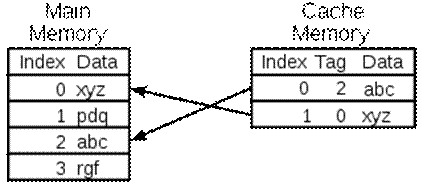 Main
Memory
Index Data
0 xyz
1 pdq
2 abc
3 rgf
Cache
Memory
Index Tag Data
0 2 abc
1 0 xyz